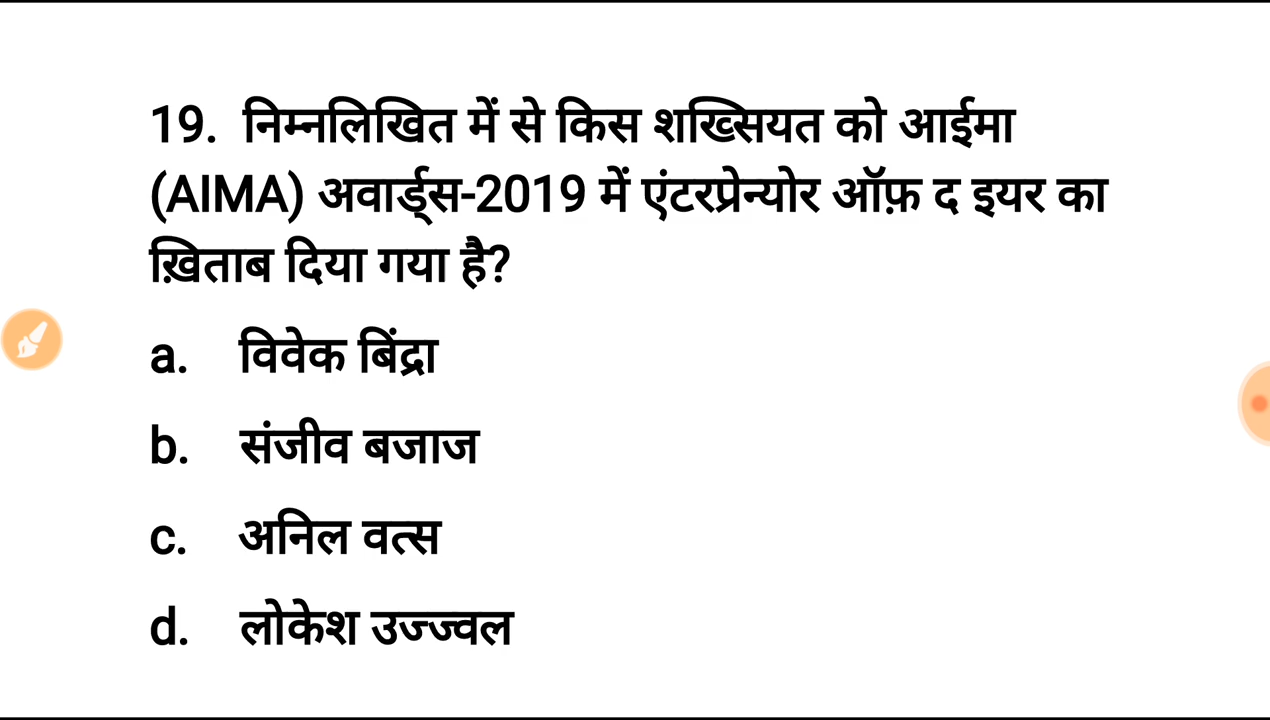 19. निम्नलिखित में से किस शख्सियत को आईमा
(AIMA) अवार्ड्स-2019 में एंटरप्रेन्योर ऑफ़ द इयर का
ख़िताब दिया गया है?
a. विवेक बिंद्रा
b. संजीव बजाज
c. अनिल वत्स
d. लोकेश उज्ज्वल